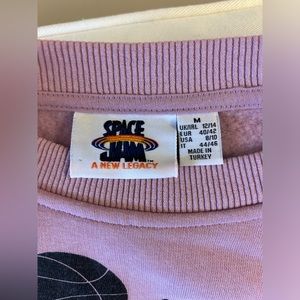 SPACE
JAM™
A NEW LEGACY
M
UK/IRL 12/14
EUR 40/42
USA 8/10
IT 44/46
MADE IN
TURKEY